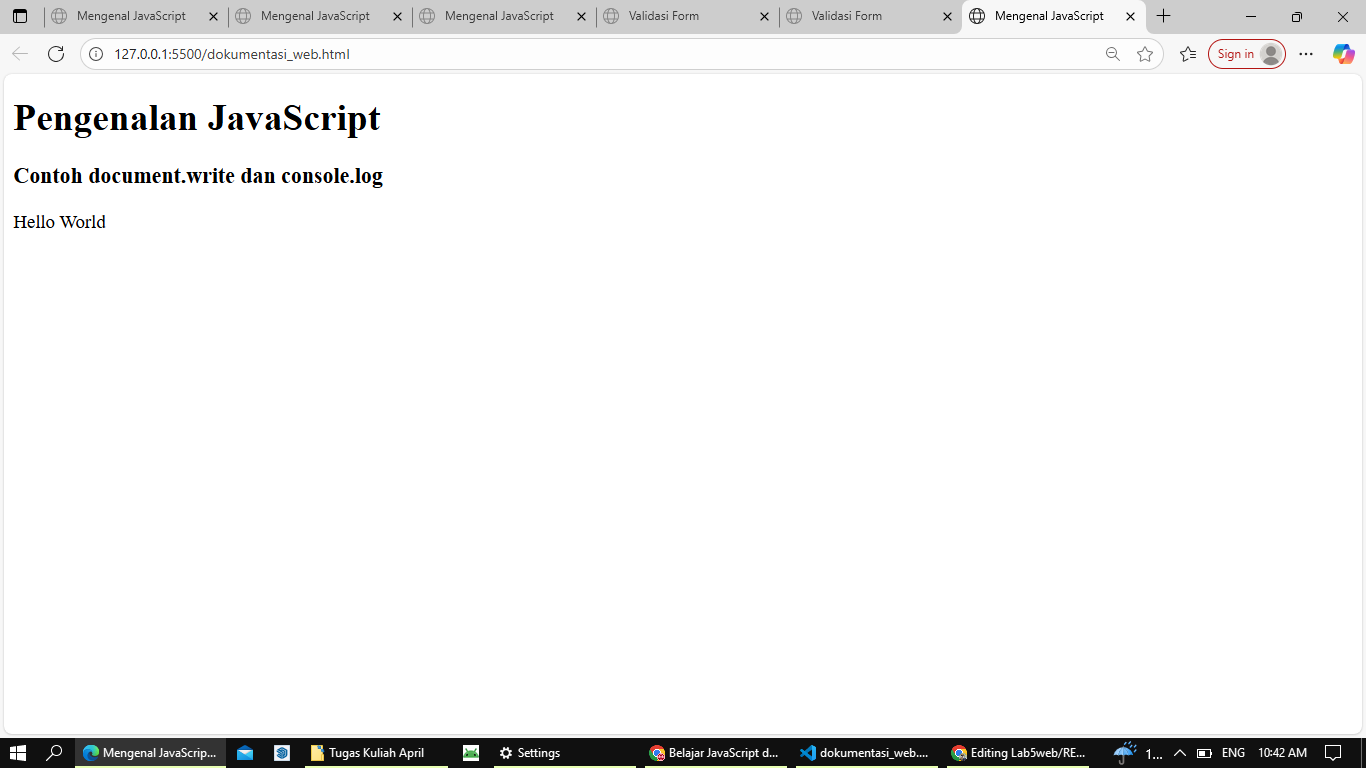 Mengenal JavaScript
Mengenal JavaScript
Mengenal JavaScript
Validasi Form
Validasi Form
Mengenal JavaScript
127.0.0.1:5500/dokumentasi_web.html
Sign in
Pengenalan JavaScript
Contoh document.write dan console.log
Hello World
Mengenal JavaScrip...
Tugas Kuliah April
Settings
Belajar JavaScript d...
dokumentasi_web....
Editing Lab5web/RE...
1...
ENG
10:42 AM